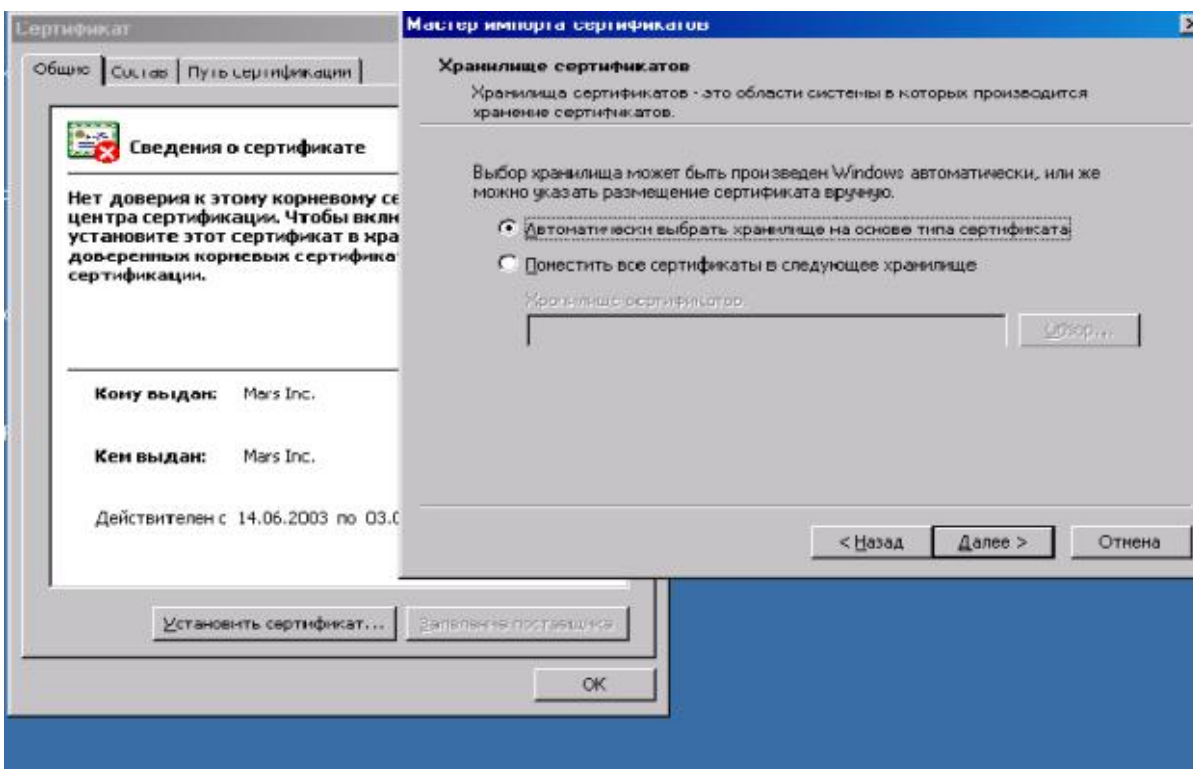 Сертификат
Общие
Состав
Путь сертификации
Сведения о сертификате
Нет доверия к этому корневому се
центра сертификации. Чтобы вклю
установите этот сертификат в хра
доверенных корневых сертифика
сертификации.
Кому выдан: Mars Inc.
Кем выдан: Mars Inc.
Действителен с 14.06.2003 по 03.0
Установить сертификат...
Заявление поставщика
OK
Мастер импорта сертификатов
Хранилище сертификатов
Хранилища сертификатов - это области системы в которых производится
хранение сертификатов.
Выбор хранилища может быть произведен Windows автоматически, или же
можно указать размещение сертификата вручную.
Автоматически выбрать хранилище на основе типа сертификата
Поместить все сертификаты в следующее хранилище
Хранилище сертификатов:
Обзор...
< Назад
Далее >
Отмена